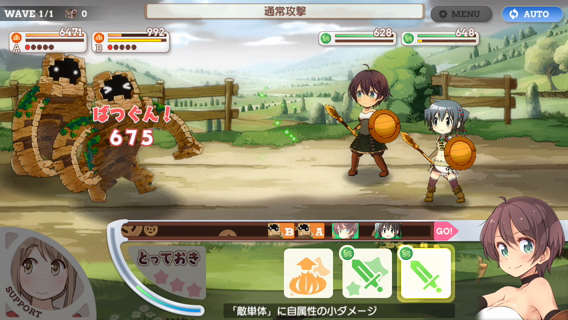 WAVE 1/1 0
通常攻撃
MENU
AUTO
6471
992
628
648
A
B
ばつぐん!
675
B
A
GO!
とっておき
SUPPORT
「敵単体」に自属性の小ダメージ